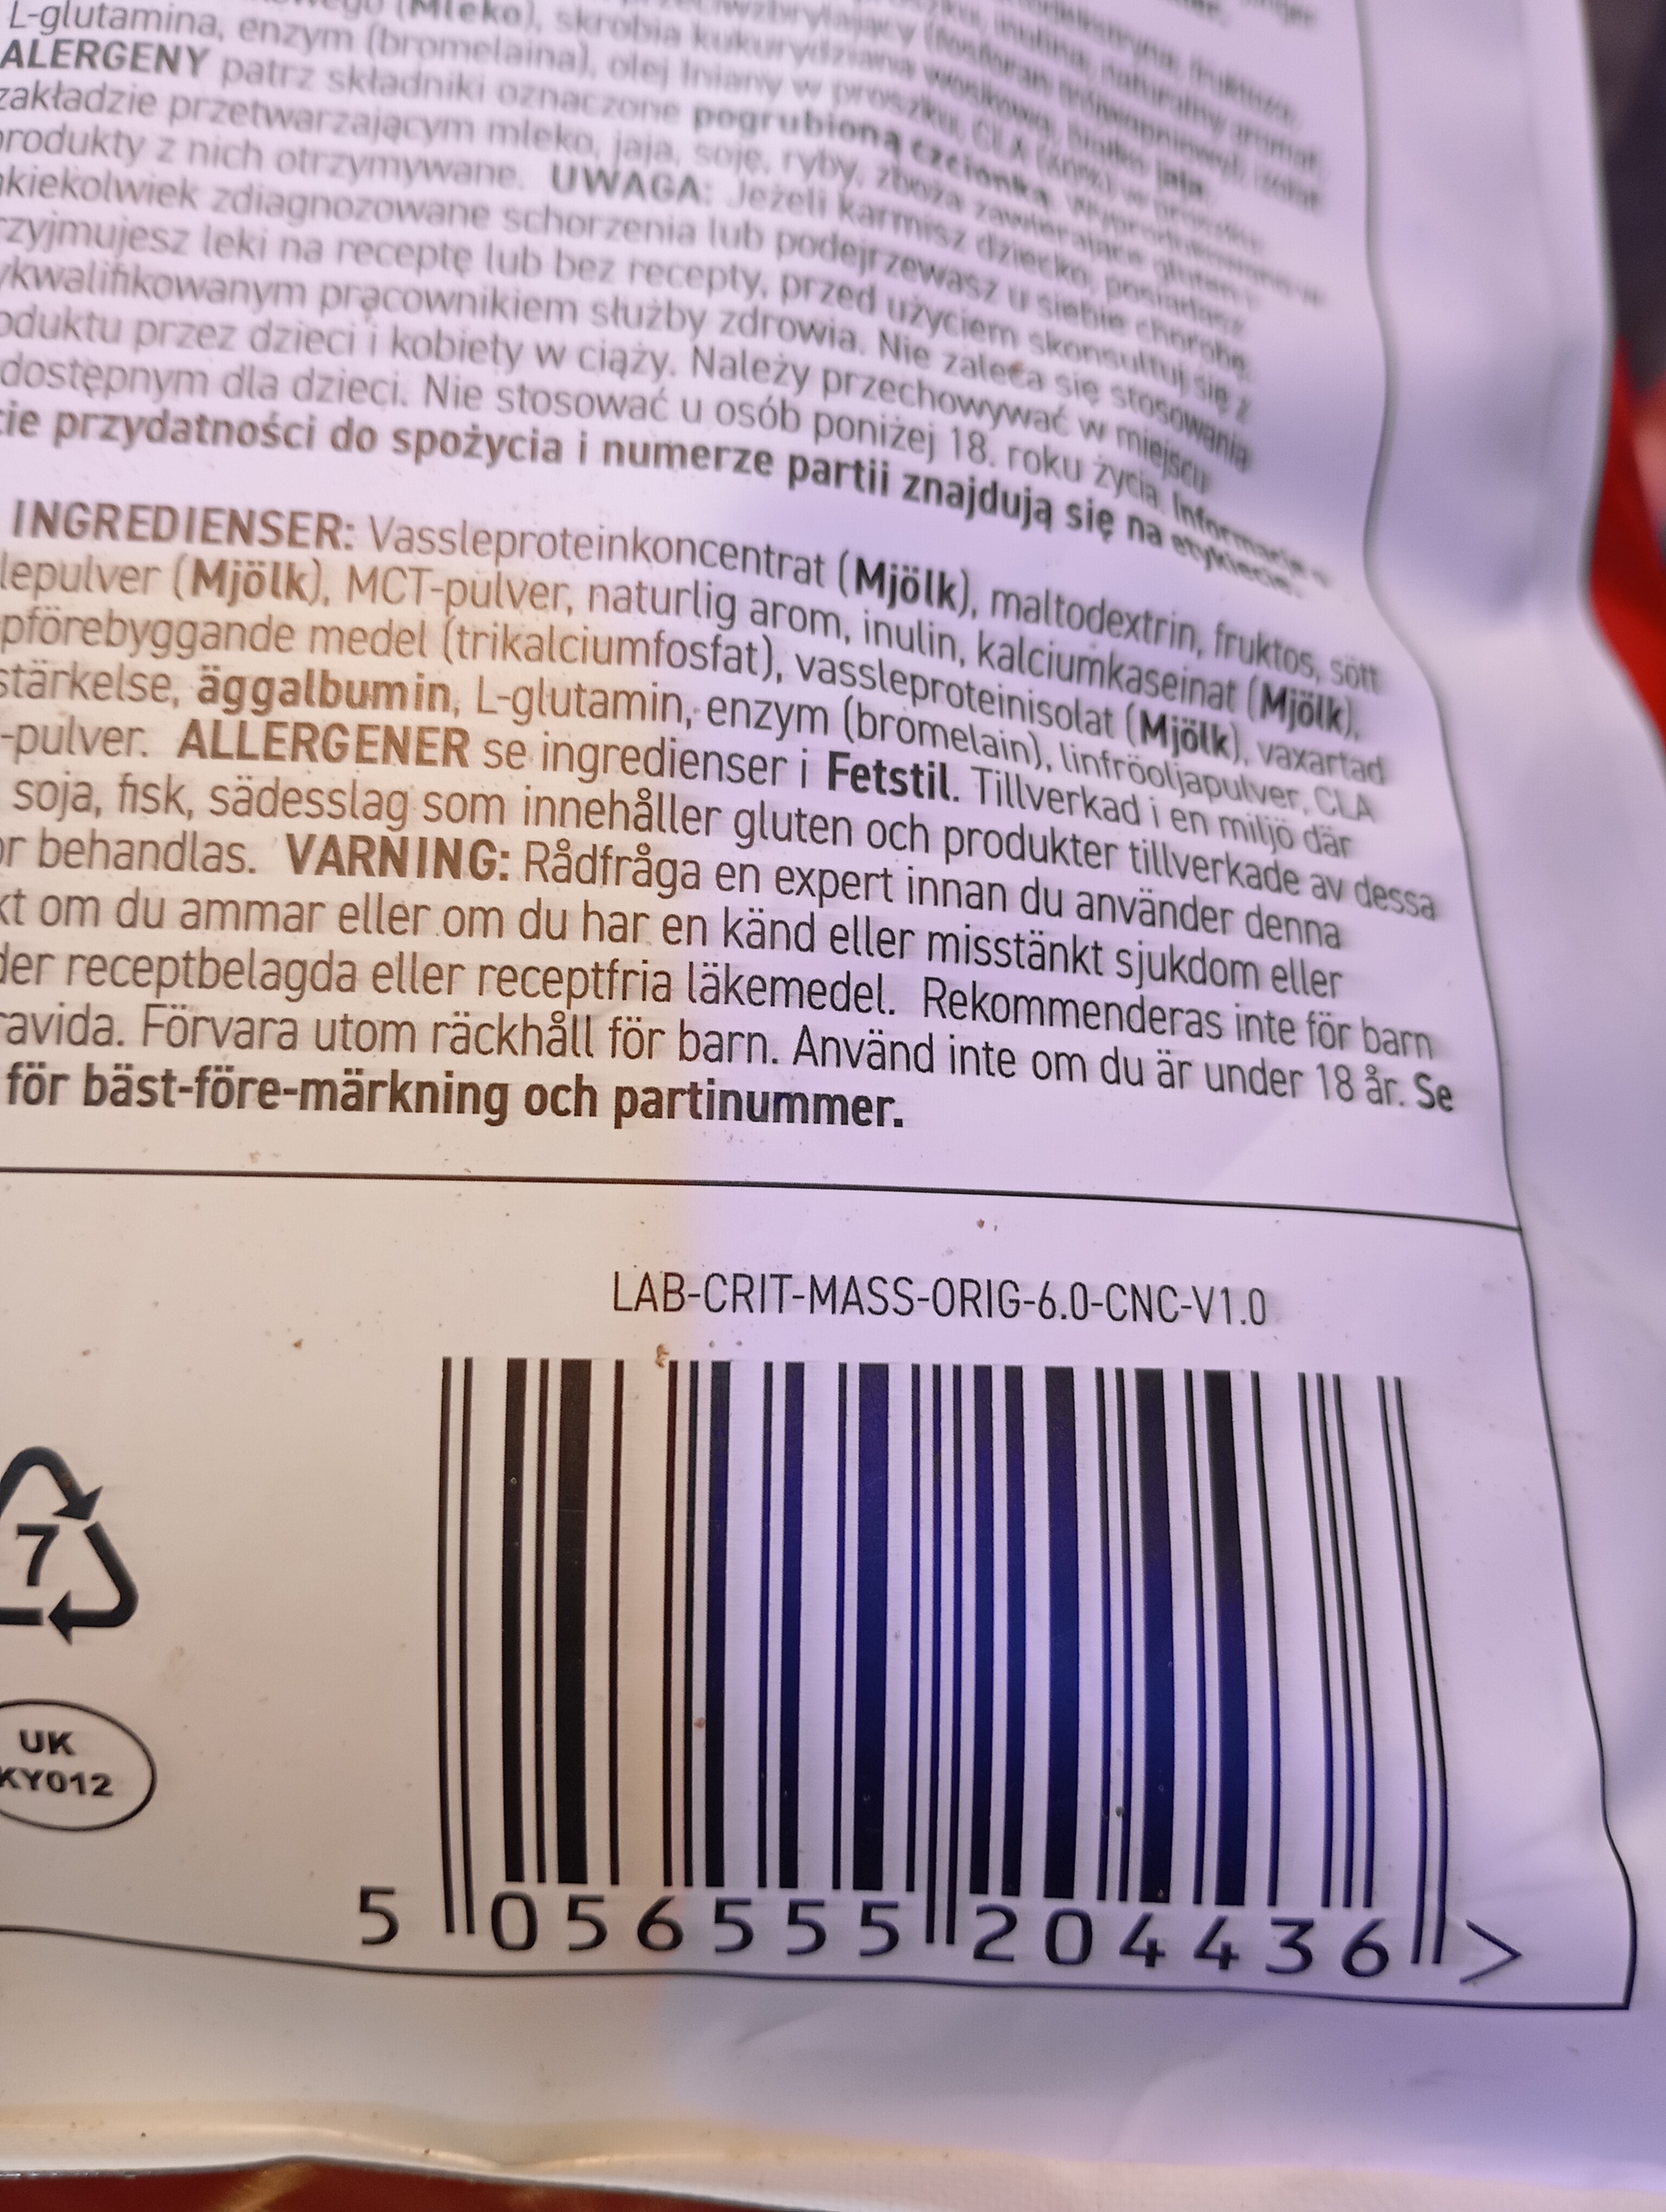 L-glutamina, enzym (bromelaina), olej lniany w proszku, CLA (60%) w proszku
ALERGENY patrz składniki oznaczone pogrubioną czcionką. Wyprodukowano w
zakładzie przetwarzającym mleko, jaja, soję, ryby, zboża zawierające gluten i
produkty z nich otrzymywane. UWAGA: Jeżeli karmisz dziecko, posiadasz
kiekolwiek zdiagnozowane schorzenia lub podejrzewasz u siebie chorobę,
rzyjmujesz leki na receptę lub bez recepty, przed użyciem skonsultuj się z
ykwalifikowanym pracownikiem służby zdrowia. Nie zaleca się stosowania
oduktu przez dzieci i kobiety w ciąży. Należy przechowywać w miejscu
dostępnym dla dzieci. Nie stosować u osób poniżej 18. roku życia. Informacje o
cie przydatności do spożycia i numerze partii znajdują się na etykiecie.
INGREDIENSER: Vassleproteinkoncentrat (Mjölk), maltodextrin, fruktos, sött
lepulver (Mjölk), MCT-pulver, naturlig arom, inulin, kalciumkaseinat (Mjölk),
pförebyggande medel (trikalciumfosfat), vassleproteinisolat (Mjölk), vaxartad
stärkelse, äggalbumin, L-glutamin, enzym (bromelain), linfröoljapulver, CLA
-pulver. ALLERGENER se ingredienser i Fetstil. Tillverkad i en miljö där
soja, fisk, sädesslag som innehåller gluten och produkter tillverkade av dessa
or behandlas. VARNING: Rådfråga en expert innan du använder denna
kt om du ammar eller om du har en känd eller misstänkt sjukdom eller
der receptbelagda eller receptfria läkemedel. Rekommenderas inte för barn
ravida. Förvara utom räckhåll för barn. Använd inte om du är under 18 år. Se
för bäst-före-märkning och partinummer.
LAB-CRIT-MASS-ORIG-6.0-CNC-V1.0
7
UK
KY012
5 056555 204436 >